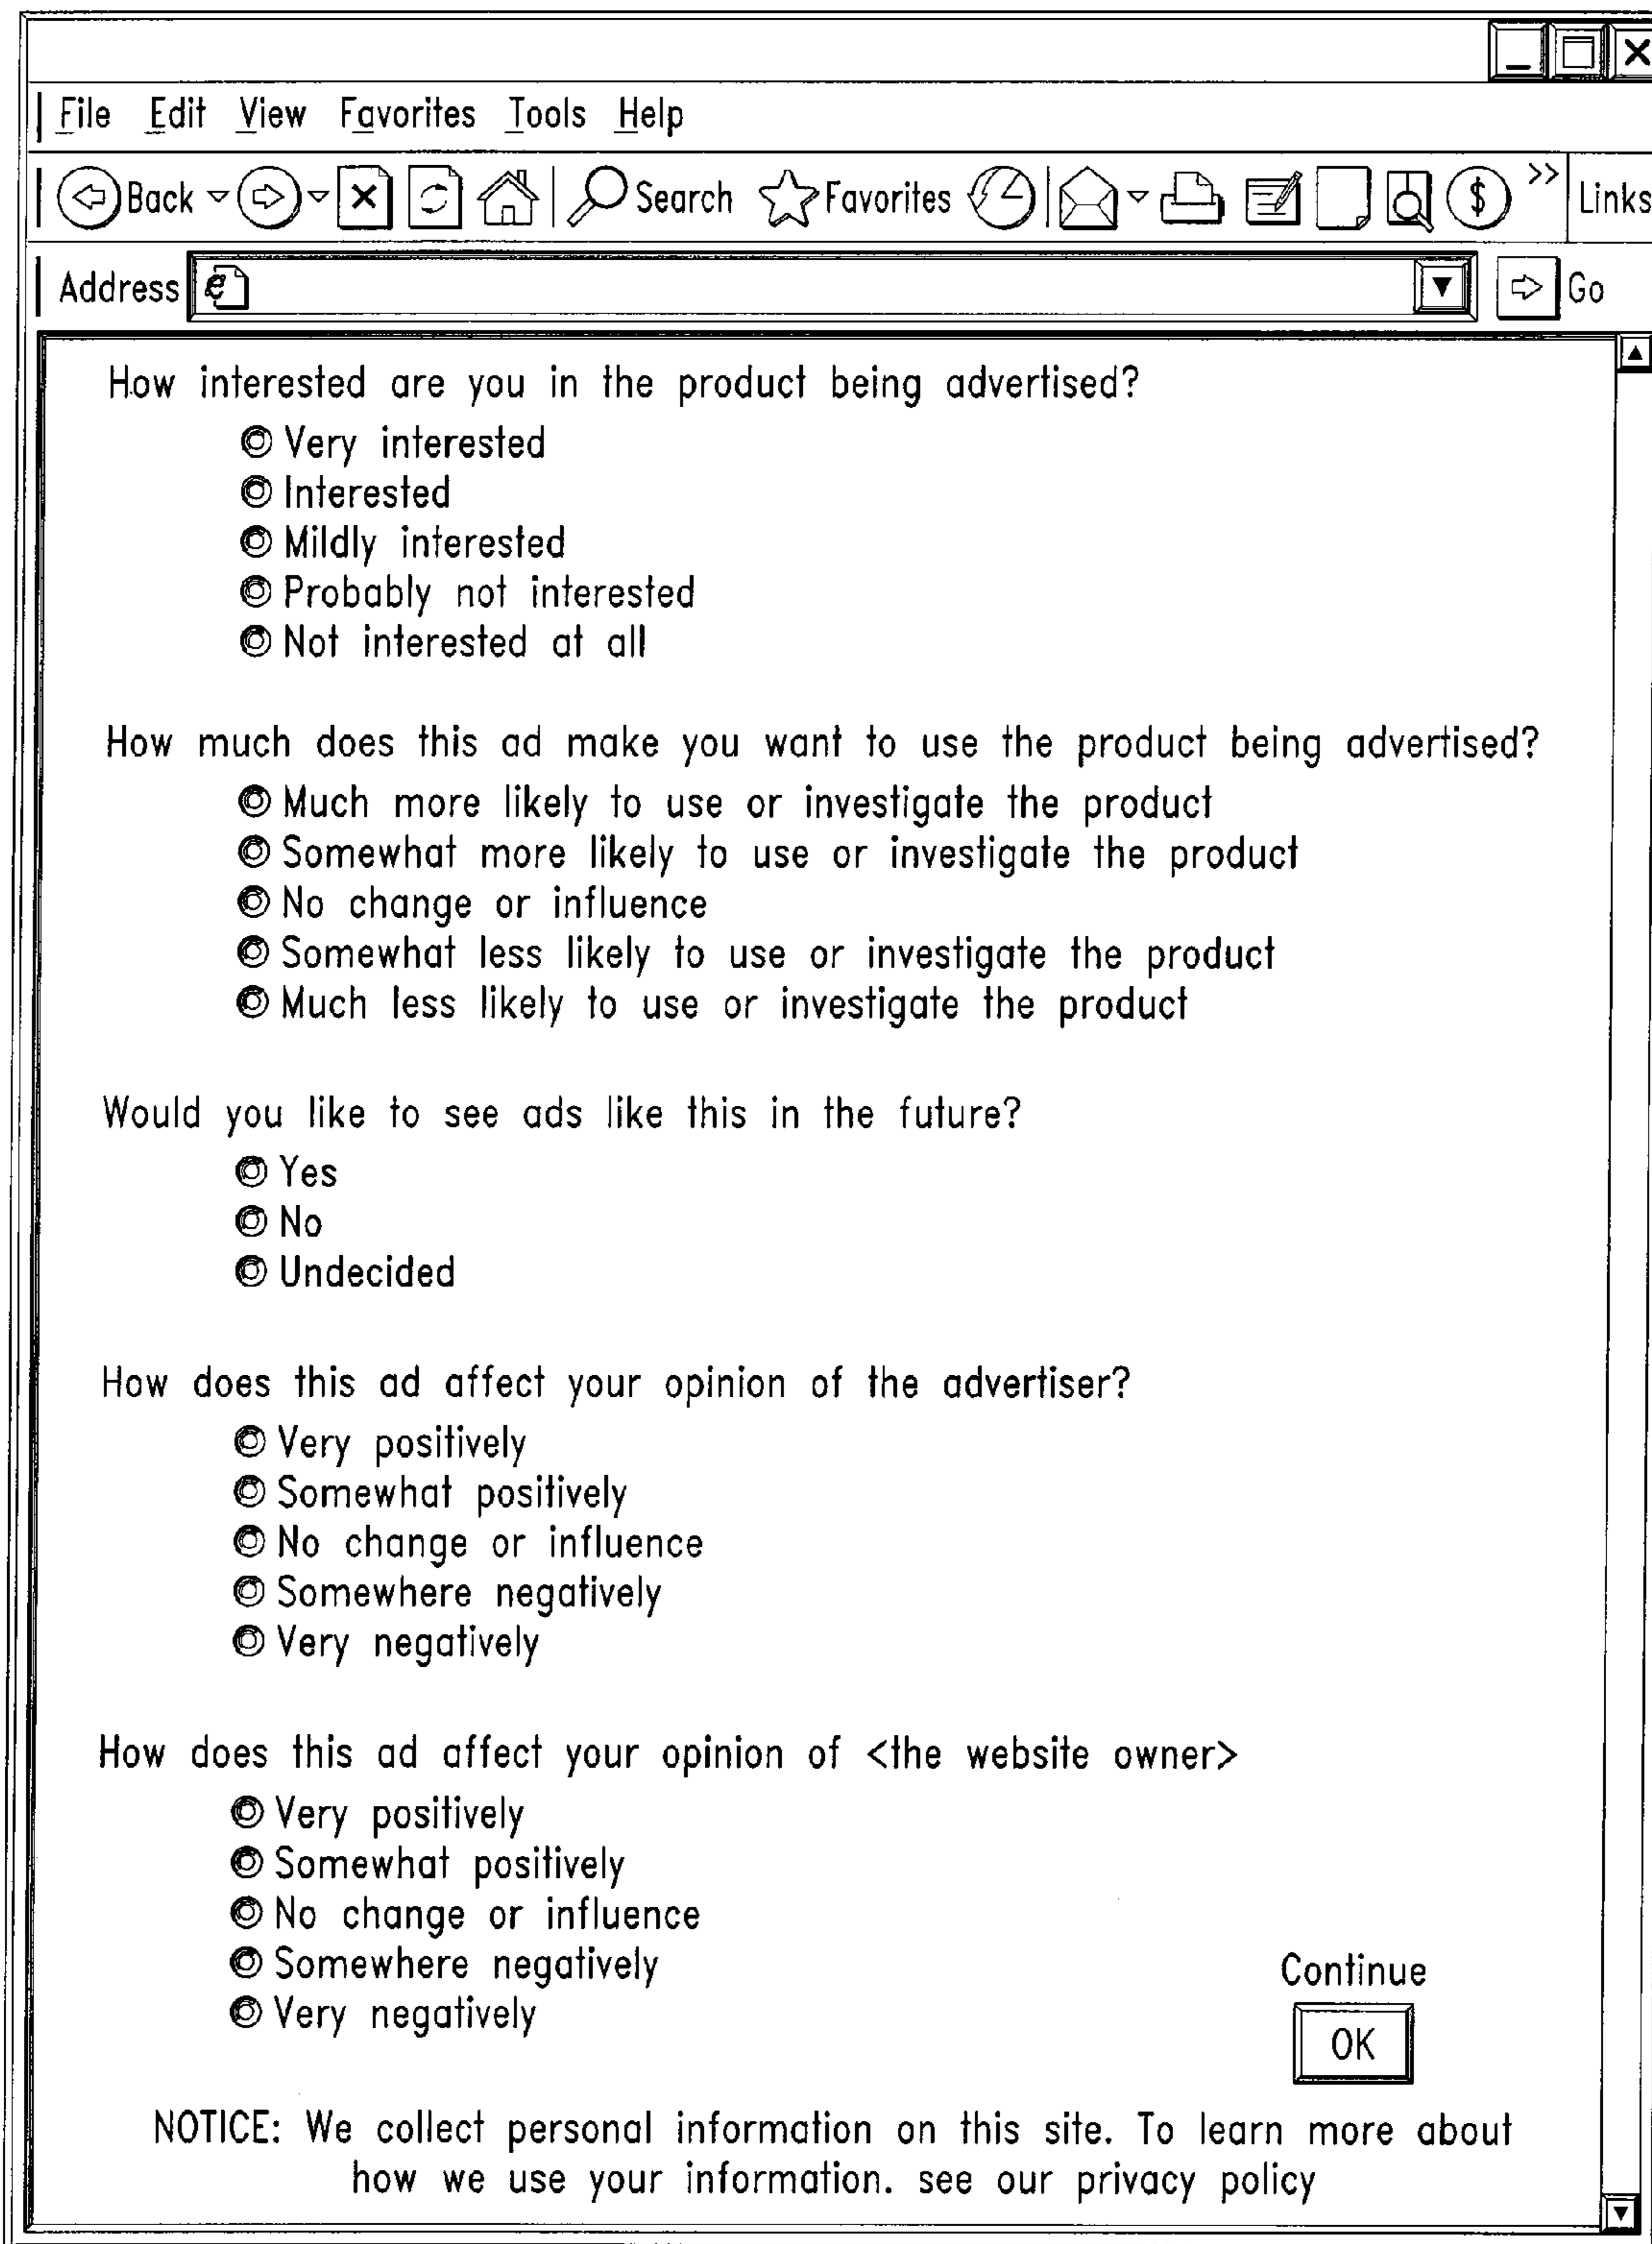 File Edit View Favorites Tools Help
Back Search Favorites $ >> Links
Address Go
How interested are you in the product being advertised?
Very interested
Interested
Mildly interested
Probably not interested
Not interested at all
How much does this ad make you want to use the product being advertised?
Much more likely to use or investigate the product
Somewhat more likely to use or investigate the product
No change or influence
Somewhat less likely to use or investigate the product
Much less likely to use or investigate the product
Would you like to see ads like this in the future?
Yes
No
Undecided
How does this ad affect your opinion of the advertiser?
Very positively
Somewhat positively
No change or influence
Somewhere negatively
Very negatively
How does this ad affect your opinion of <the website owner>
Very positively
Somewhat positively
No change or influence
Somewhere negatively
Very negatively
Continue
OK
NOTICE: We collect personal information on this site. To learn more about
how we use your information. see our privacy policy